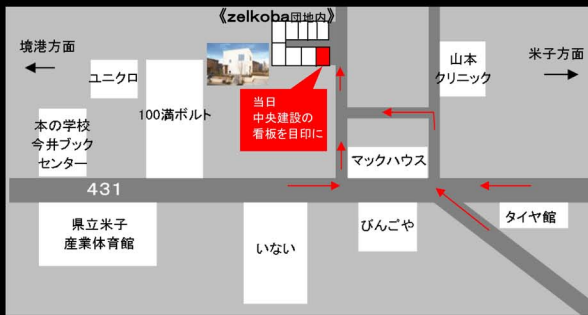 《zelkoba団地内》
境港方面
米子方面
ユニクロ
100満ボルト
山本
クリニック
当日
中央建設の
看板を目印に
本の学校
今井ブック
センター
マックハウス
431
県立米子
産業体育館
いない
びんごや
タイヤ館